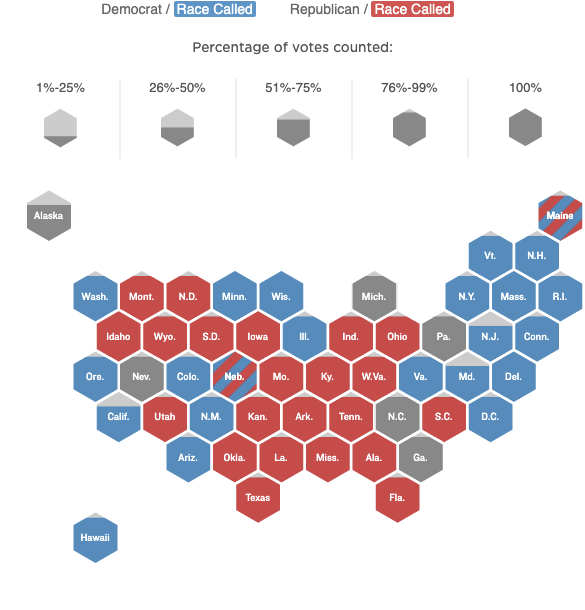 Democrat / Race Called Republican / Race Called
Percentage of votes counted:
1%-25% 26%-50% 51%-75% 76%-99% 100%
Alaska Maine
Vt. N.H.
Wash. Mont. N.D. Minn. Wis. Mich. N.Y. Mass. R.I.
Idaho Wyo. S.D. Iowa Ill. Ind. Ohio Pa. N.J. Conn.
Ore. Nev. Colo. Neb. Mo. Ky. W.Va. Va. Md. Del.
Calif. Utah N.M. Kan. Ark. Tenn. N.C. S.C. D.C.
Ariz. Okla. La. Miss. Ala. Ga.
Texas Fla.
Hawaii